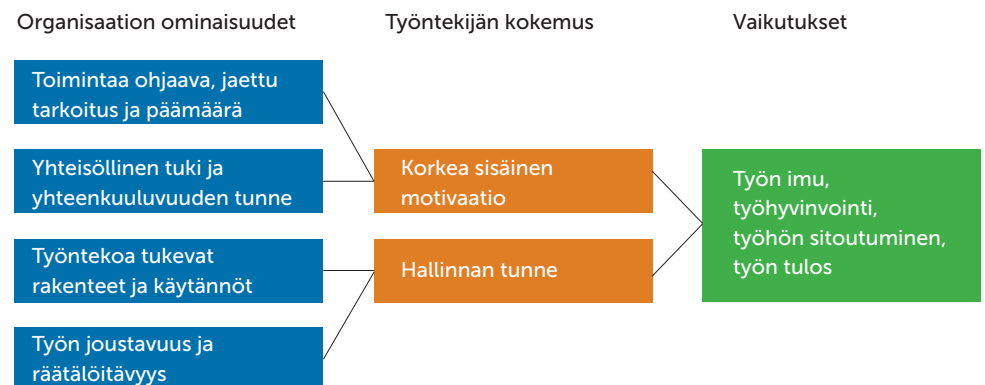 Organisaation ominaisuudet
Työntekijän kokemus
Vaikutukset
Toimintaa ohjaava, jaettu
tarkoitus ja päämäärä
Yhteisöllinen tuki ja
yhteenkuuluvuuden tunne
Työntekoa tukevat
rakenteet ja käytännöt
Työn joustavuus ja
räätälöitävyys
Korkea sisäinen
motivaatio
Hallinnan tunne
Työn imu,
työhyvinvointi,
työhön sitoutuminen,
työn tulos